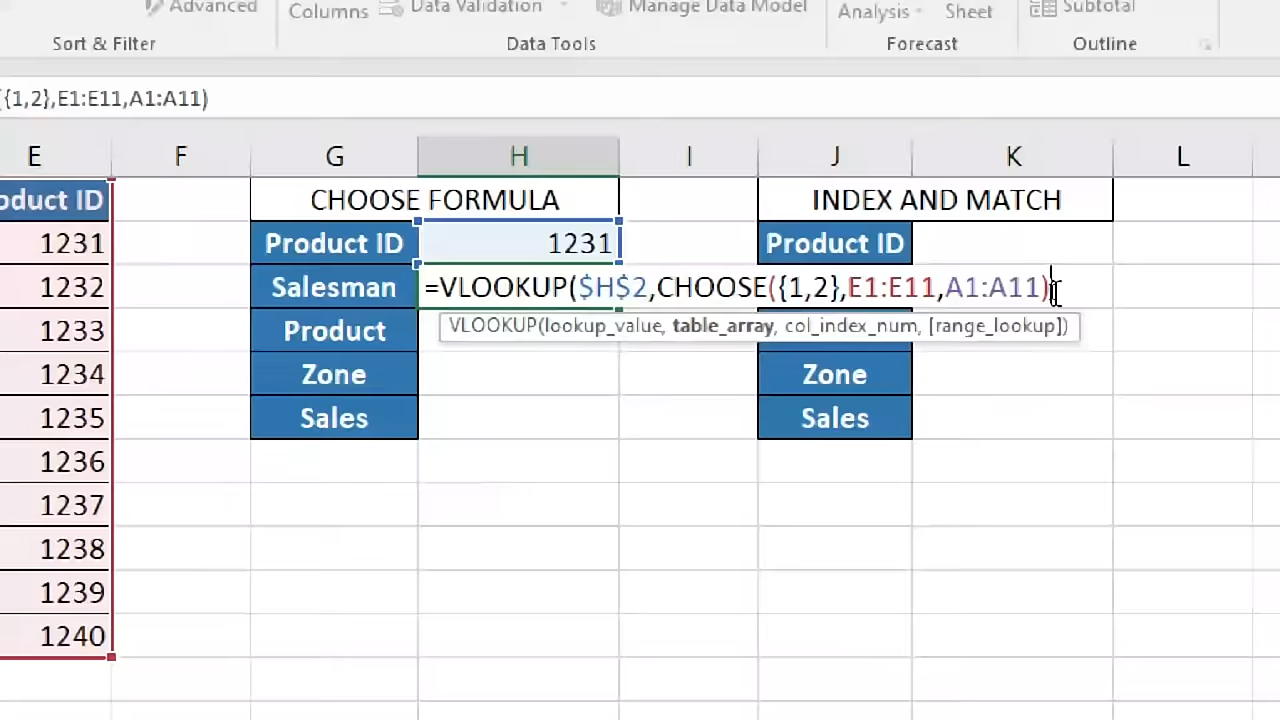 Advanced
Columns Data Validation Manage Data Model Analysis Sheet Subtotal
Sort & Filter Data Tools Forecast Outline
({1,2},E1:E11,A1:A11)
E F G H I J K L
oduct ID CHOOSE FORMULA INDEX AND MATCH
1231 Product ID 1231 Product ID
1232 Salesman =VLOOKUP($H$2,CHOOSE({1,2},E1:E11,A1:A11)
VLOOKUP(lookup_value, table_array, col_index_num, [range_lookup])
1233 Product
1234 Zone Zone
1235 Sales Sales
1236
1237
1238
1239
1240